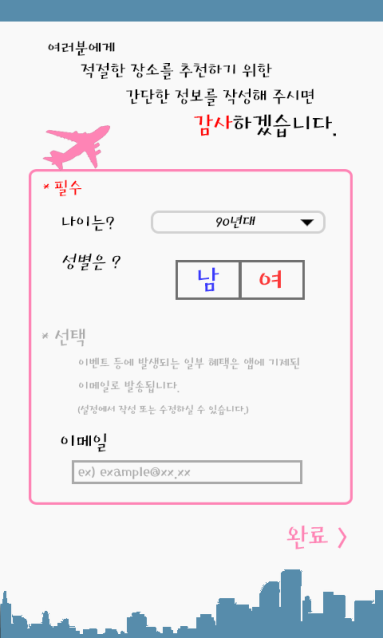 여러분에게
적절한 장소를 추천하기 위한
간단한 정보를 작성해 주시면
감사하겠습니다.
* 필수
나이는?
90년대
성별은 ?
남
여
* 선택
이벤트 등에 발생되는 일부 혜택은 앱에 기제된
이메일로 발송됩니다.
(설정에서 작성 또는 수정하실 수 있습니다.)
이메일
ex) example@xx.xx
완료 >